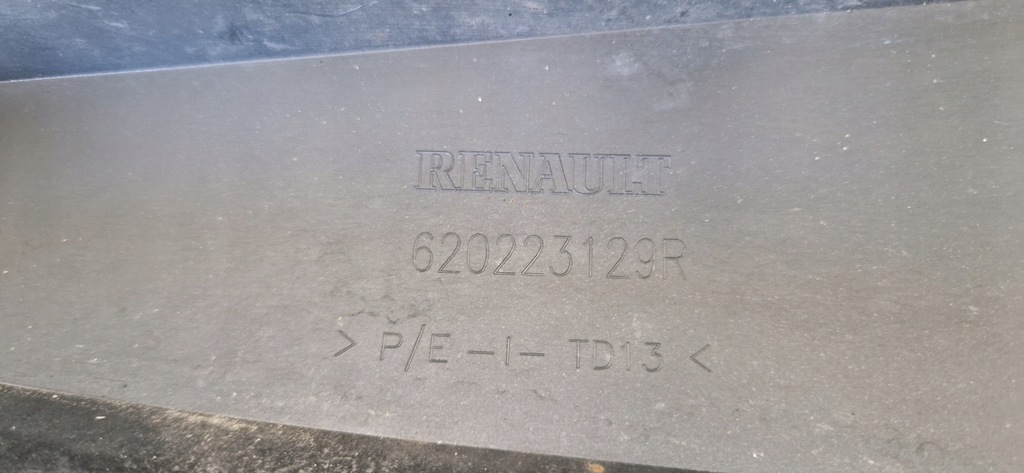 RENAULT
620223129R
> P/E -I- TD13 <